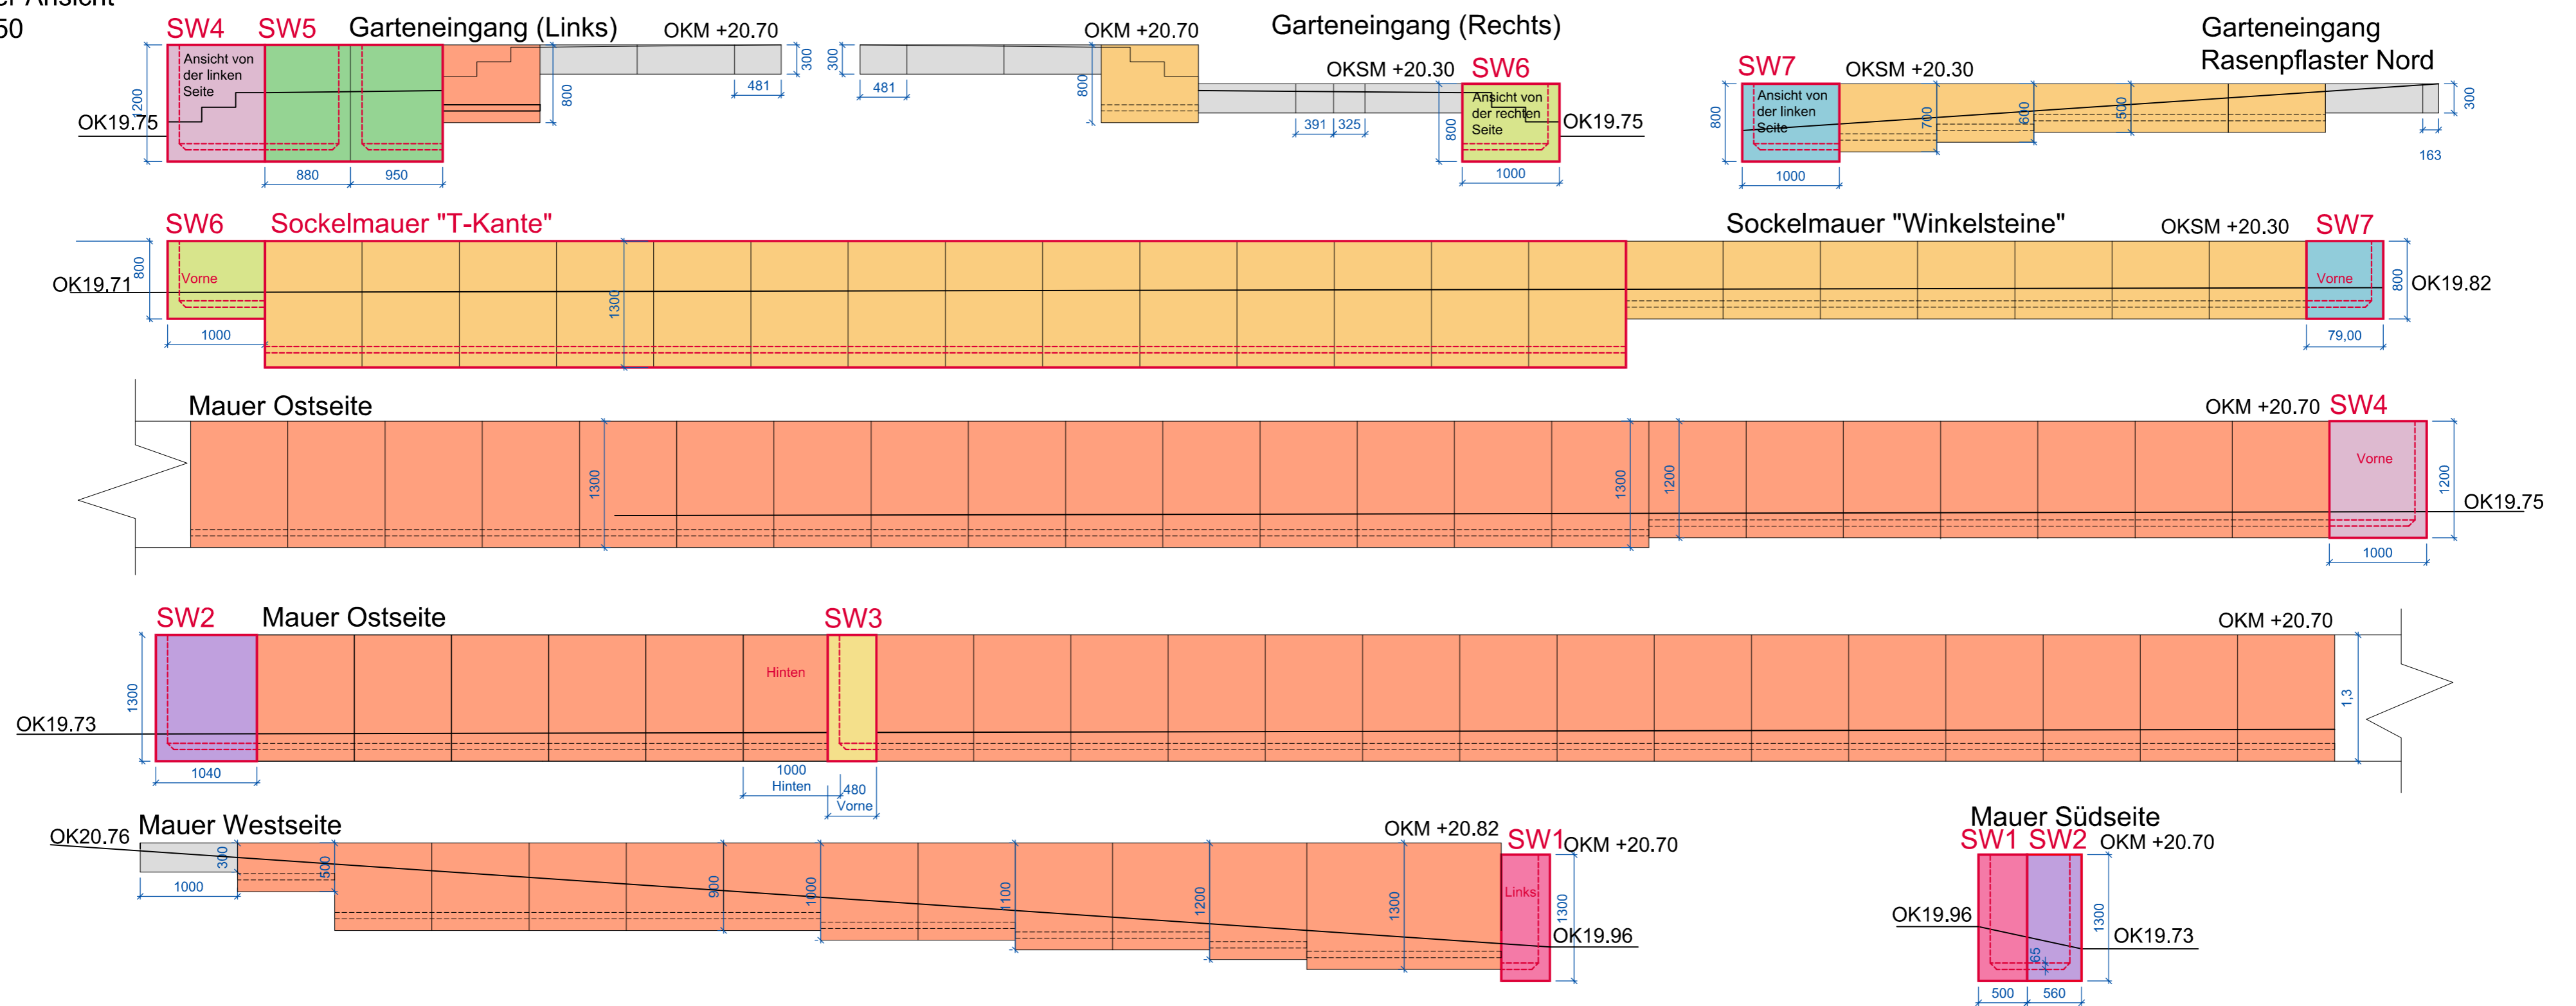 er Ansicht
50
SW4 SW5 Garteneingang (Links) OKM +20.70
Ansicht von
der linken
Seite
1200
OK19.75
880 950
800
481
300
OKM +20.70 Garteneingang (Rechts)
300
481
800
OKSM +20.30 SW6
391 325
800
Ansicht von
der rechten
Seite
OK19.75
1000
Garteneingang
Rasenpflaster Nord
SW7 OKSM +20.30
800
Ansicht von
der linken
Seite
1000
700
600
500
300
163
SW6 Sockelmauer "T-Kante" Sockelmauer "Winkelsteine" OKSM +20.30 SW7
800
Vorne
OK19.71
1300
1000
Vorne
800
OK19.82
79,00
Mauer Ostseite OKM +20.70 SW4
1300
1300
1200
Vorne
1200
OK19.75
1000
SW2 Mauer Ostseite SW3 OKM +20.70
1300
Hinten
1,3
OK19.73
1040
1000
Hinten
480
Vorne
Mauer Westseite
OK20.76
300
500
1000
900
1000
1100
1200
1300
OKM +20.82 SW1 OKM +20.70
Links
1300
OK19.96
Mauer Südseite
SW1 SW2 OKM +20.70
OK19.96
65
1300
OK19.73
500 560